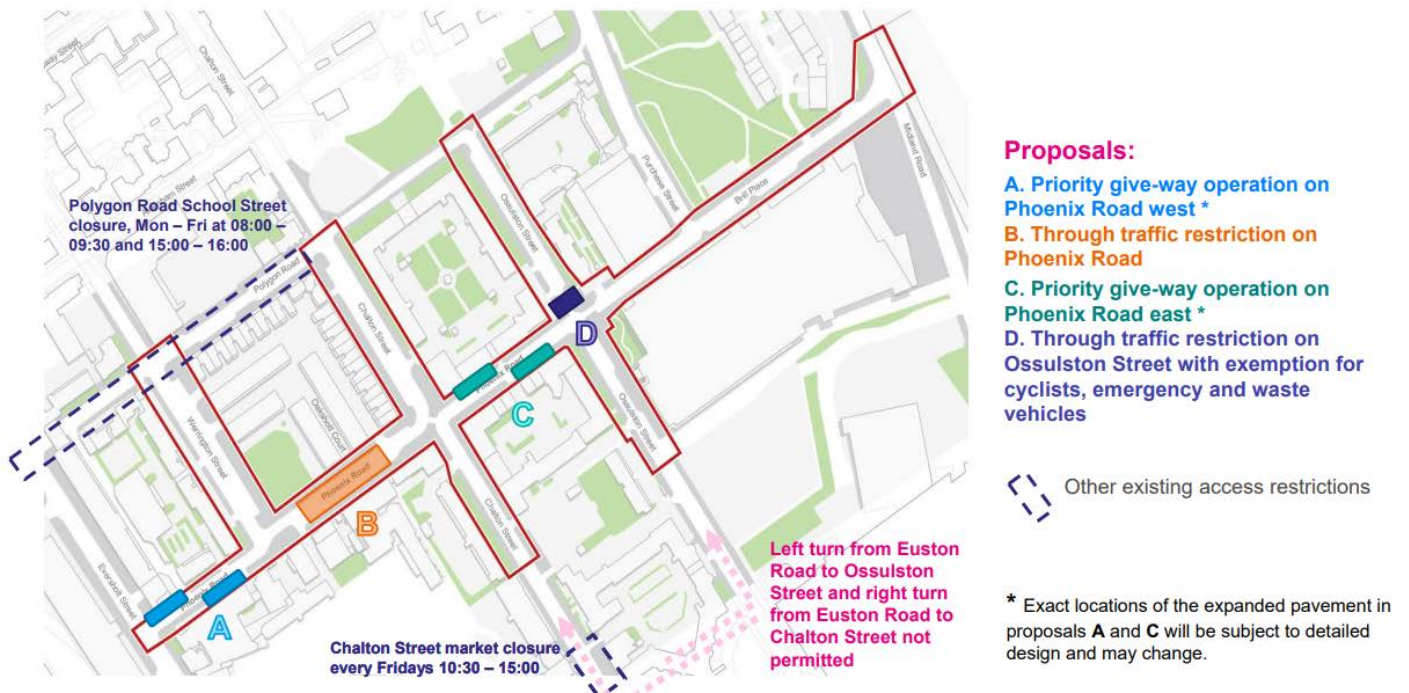 Chalton Street
Polygon Road School Street
closure, Mon – Fri at 08:00 –
09:30 and 15:00 – 16:00
Polygon Road
Chalton Street
Ossulston Street
Purchese Street
Brill Place
Midland Road
Werrington Street
Oakshott Court
Phoenix Road
Phoenix Road
Phoenix Road
Eversholt Street
Chalton Street
Ossulston Street
A
B
C
D
Chalton Street market closure
every Fridays 10:30 – 15:00
Left turn from Euston
Road to Ossulston
Street and right turn
from Euston Road to
Chalton Street not
permitted
Proposals:
A. Priority give-way operation on
Phoenix Road west *
B. Through traffic restriction on
Phoenix Road
C. Priority give-way operation on
Phoenix Road east *
D. Through traffic restriction on
Ossulston Street with exemption for
cyclists, emergency and waste
vehicles
Other existing access restrictions
* Exact locations of the expanded pavement in
proposals A and C will be subject to detailed
design and may change.